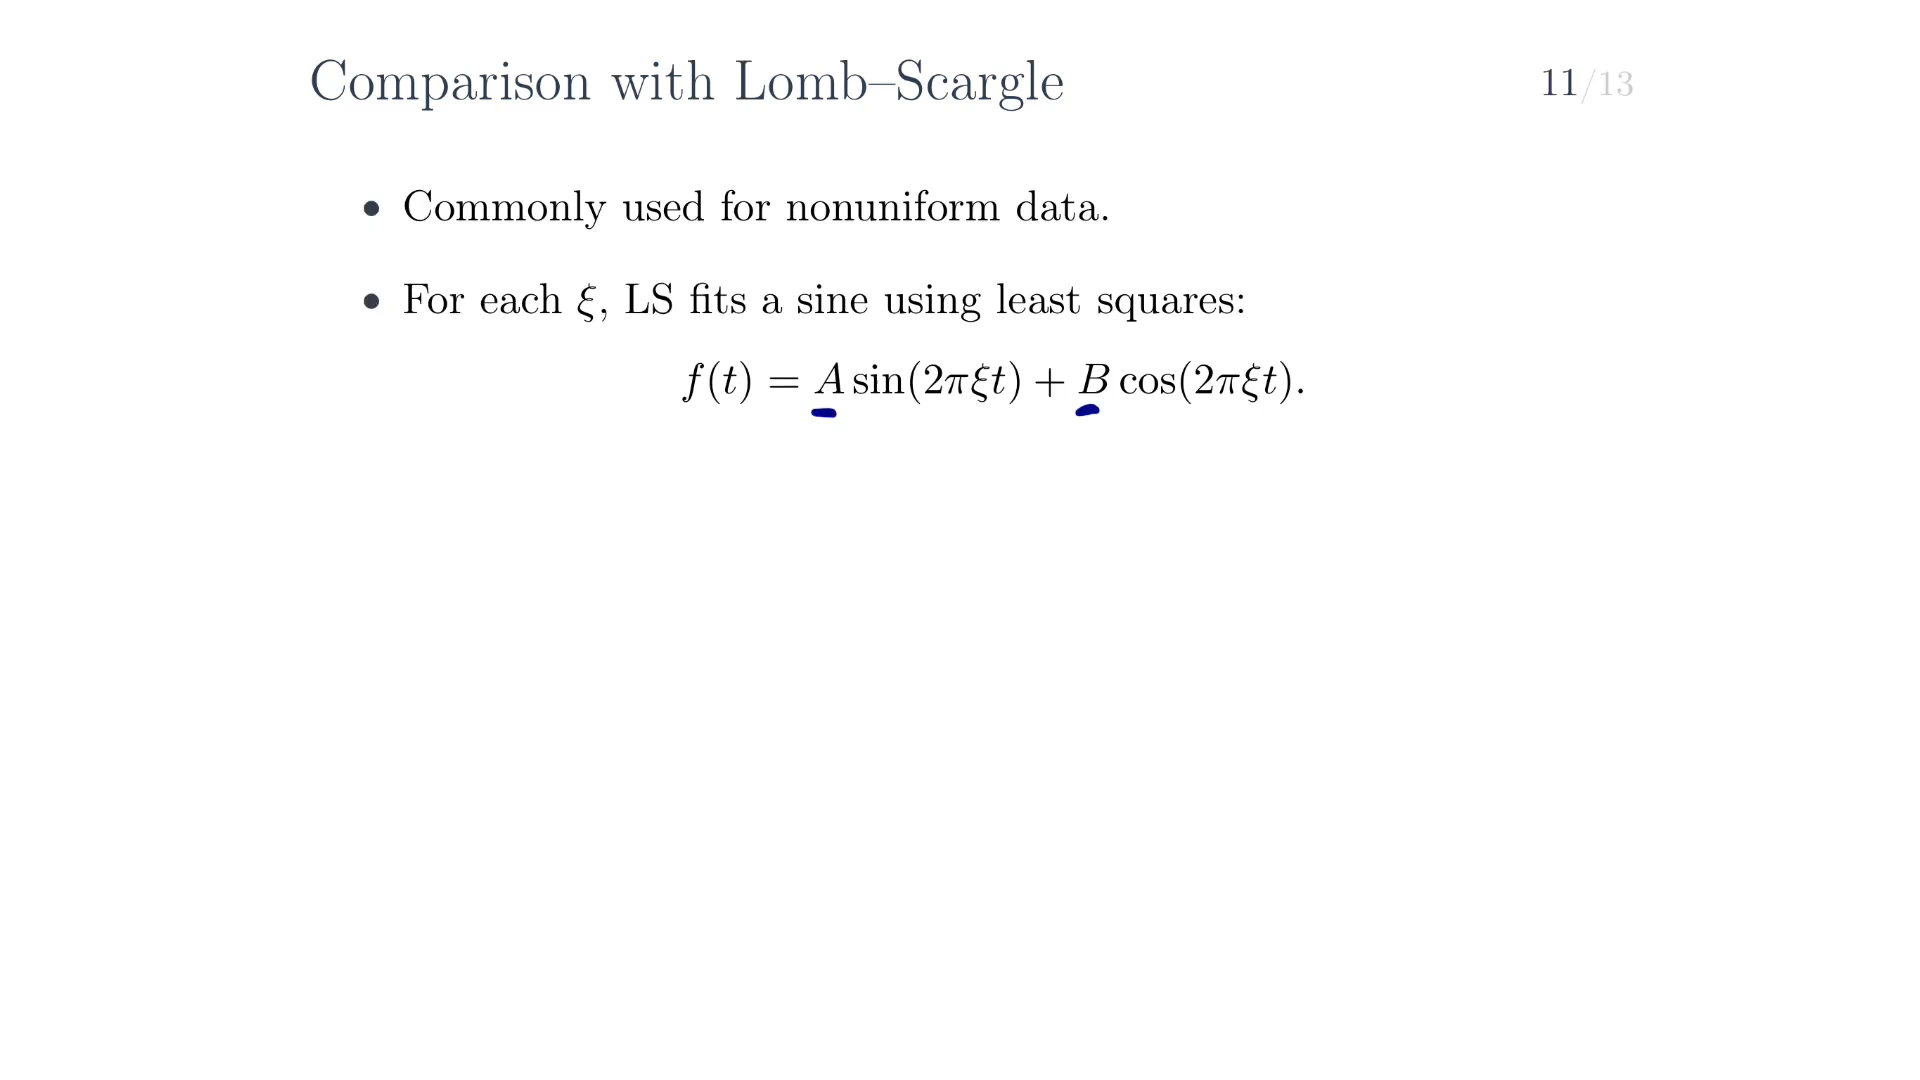 Comparison with Lomb–Scargle
11/13
• Commonly used for nonuniform data.
• For each ξ, LS fits a sine using least squares:
f(t) = A sin(2πξt) + B cos(2πξt).